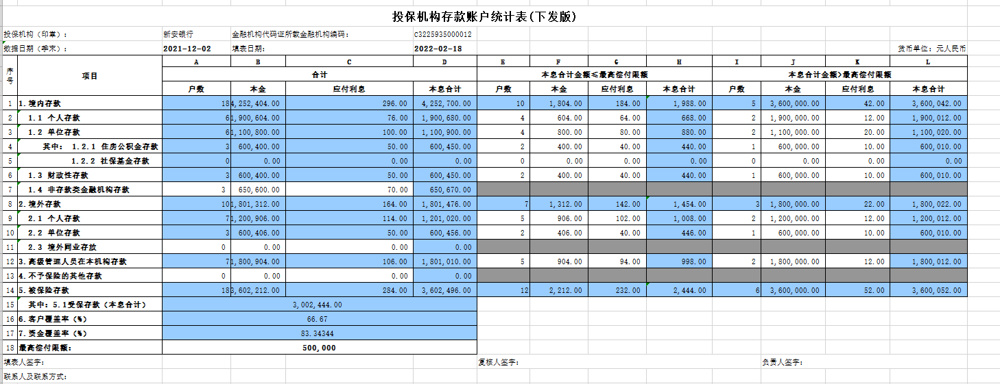 投保机构存款账户统计表(下发版)
投保机构（印章）: 新安银行 金融机构代码证所载金融机构编码: C3225935000012
数据日期（季末）: 2021-12-02 填表日期: 2022-02-18 货币单位: 元人民币
序号 项目 A B C D E F G H I J K L
合计 本息合计金额≤最高偿付限额 本息合计金额>最高偿付限额
户数 本金 应付利息 本息合计 户数 本金 应付利息 本息合计 户数 本金 应付利息 本息合计
1 1.境内存款 18 4,252,404.00 296.00 4,252,700.00 10 1,804.00 184.00 1,988.00 5 3,600,000.00 42.00 3,600,042.00
2 1.1 个人存款 6 1,900,604.00 76.00 1,900,680.00 4 604.00 64.00 668.00 2 1,900,000.00 12.00 1,900,012.00
3 1.2 单位存款 6 1,100,800.00 100.00 1,100,900.00 4 800.00 80.00 880.00 2 1,100,000.00 20.00 1,100,020.00
4 其中: 1.2.1 住房公积金存款 3 600,400.00 50.00 600,450.00 2 400.00 40.00 440.00 1 600,000.00 10.00 600,010.00
5 1.2.2 社保基金存款 0 0.00 0.00 0.00 0 0.00 0.00 0.00 0 0.00 0.00 0.00
6 1.3 财政性存款 3 600,400.00 50.00 600,450.00 2 400.00 40.00 440.00 1 600,000.00 10.00 600,010.00
7 1.4 非存款类金融机构存款 3 650,600.00 70.00 650,670.00
8 2.境外存款 10 1,801,312.00 164.00 1,801,476.00 7 1,312.00 142.00 1,454.00 3 1,800,000.00 22.00 1,800,022.00
9 2.1 个人存款 7 1,200,906.00 114.00 1,201,020.00 5 906.00 102.00 1,008.00 2 1,200,000.00 12.00 1,200,012.00
10 2.2 单位存款 3 600,406.00 50.00 600,456.00 2 406.00 40.00 446.00 1 600,000.00 10.00 600,010.00
11 2.3 境外同业存放 0 0.00 0.00 0.00
12 3.高级管理人员在本机构存款 7 1,800,904.00 106.00 1,801,010.00 5 904.00 94.00 998.00 2 1,800,000.00 12.00 1,800,012.00
13 4.不予保险的其他存款 0 0.00 0.00 0.00
14 5.被保险存款 18 3,602,212.00 284.00 3,602,496.00 12 2,212.00 232.00 2,444.00 6 3,600,000.00 52.00 3,600,052.00
15 其中:5.1受保存款（本息合计） 3,002,444.00
16 6.客户覆盖率（%） 66.67
17 7.资金覆盖率（%） 83.34344
18 最高偿付限额: 500,000
填表人签字: 复核人签字: 负责人签字:
联系人及联系方式: